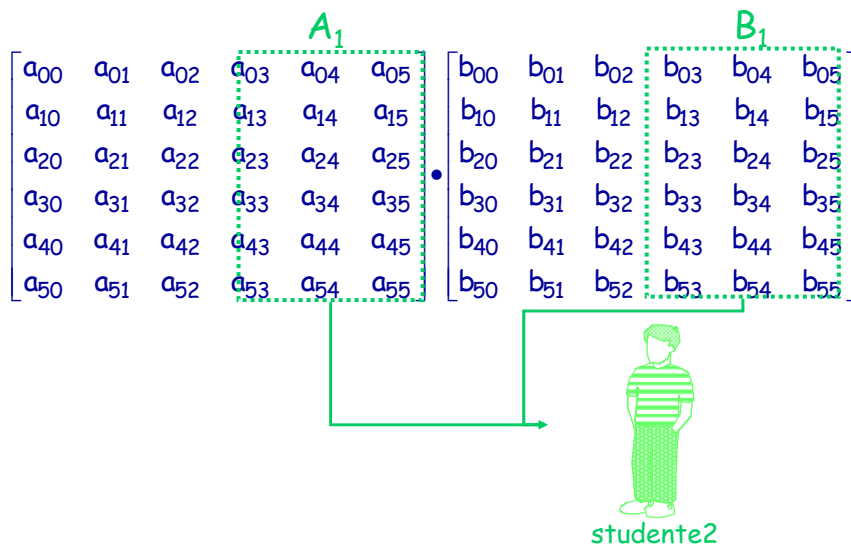 A₁ B₁
a₀₀ a₀₁ a₀₂ a₀₃ a₀₄ a₀₅ b₀₀ b₀₁ b₀₂ b₀₃ b₀₄ b₀₅
a₁₀ a₁₁ a₁₂ a₁₃ a₁₄ a₁₅ b₁₀ b₁₁ b₁₂ b₁₃ b₁₄ b₁₅
a₂₀ a₂₁ a₂₂ a₂₃ a₂₄ a₂₅ • b₂₀ b₂₁ b₂₂ b₂₃ b₂₄ b₂₅
a₃₀ a₃₁ a₃₂ a₃₃ a₃₄ a₃₅ b₃₀ b₃₁ b₃₂ b₃₃ b₃₄ b₃₅
a₄₀ a₄₁ a₄₂ a₄₃ a₄₄ a₄₅ b₄₀ b₄₁ b₄₂ b₄₃ b₄₄ b₄₅
a₅₀ a₅₁ a₅₂ a₅₃ a₅₄ a₅₅ b₅₀ b₅₁ b₅₂ b₅₃ b₅₄ b₅₅
studente2